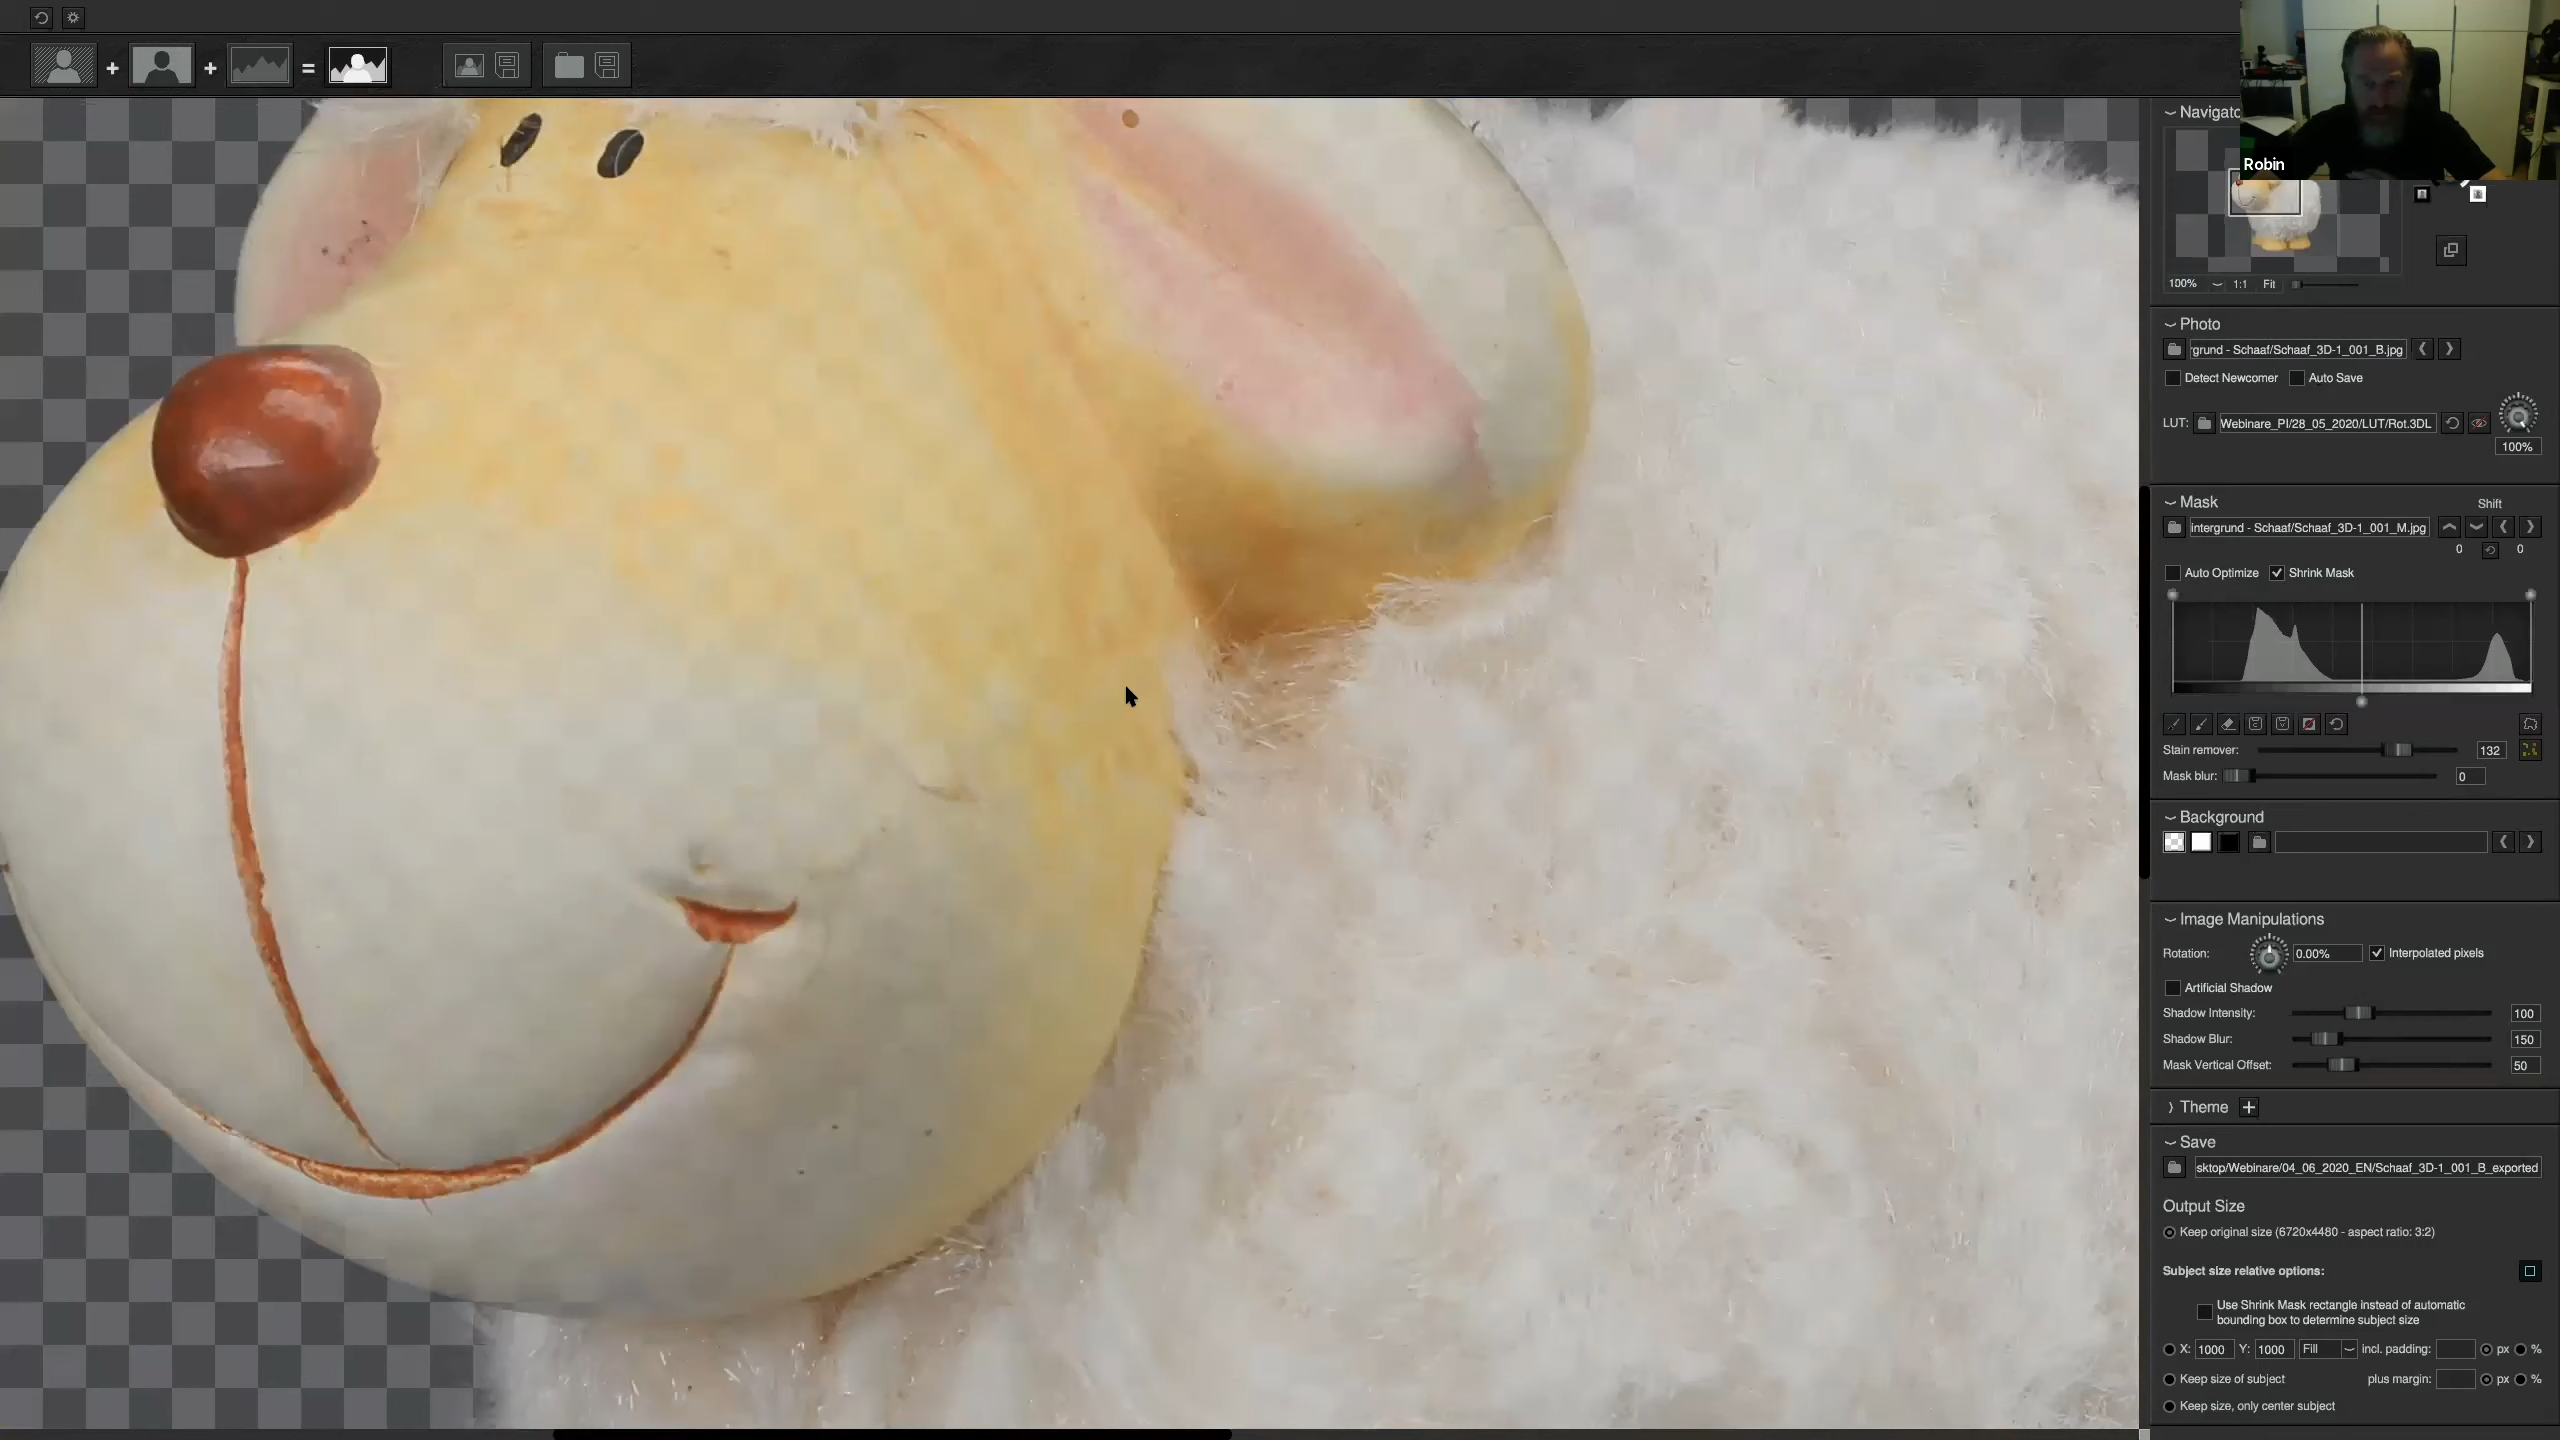 Robin
Navigato
100% 1:1 Fit
Photo
rgrund - Schaaf/Schaaf_3D-1_001_B.jpg
Detect Newcomer Auto Save
LUT: Webinare_PI/28_05_2020/LUT/Rot.3DL
100%
Mask Shift
intergrund - Schaaf/Schaaf_3D-1_001_M.jpg
0 0
Auto Optimize Shrink Mask
Stain remover: 132
Mask blur: 0
Background
Image Manipulations
Rotation: 0.00% Interpolated pixels
Artificial Shadow
Shadow Intensity: 100
Shadow Blur: 150
Mask Vertical Offset: 50
Theme
Save
sktop/Webinare/04_06_2020_EN/Schaaf_3D-1_001_B_exported
Output Size
Keep original size (6720x4480 - aspect ratio: 3:2)
Subject size relative options:
Use Shrink Mask rectangle instead of automatic
bounding box to determine subject size
X: 1000 Y: 1000 Fill incl. padding: px %
Keep size of subject plus margin: px %
Keep size, only center subject